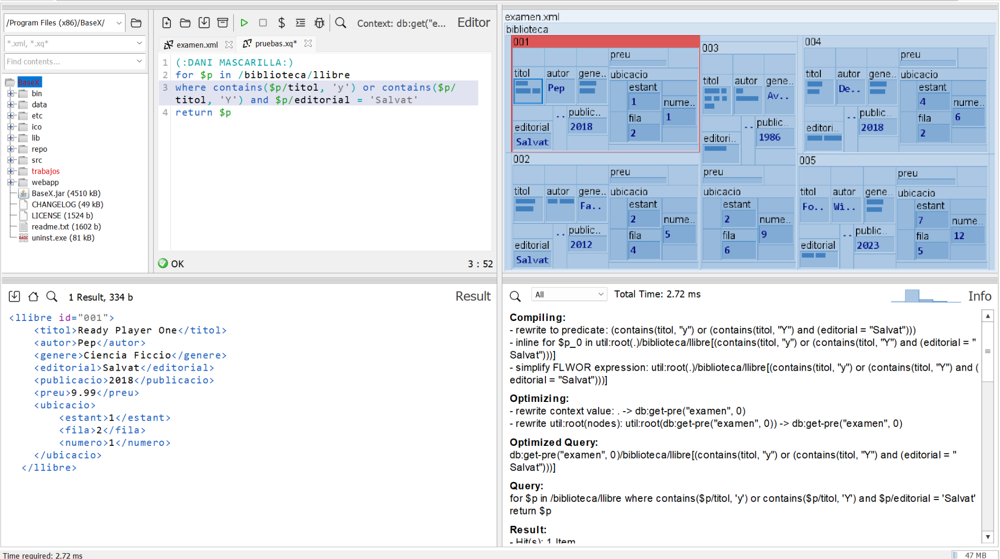 /Program Files (x86)/BaseX/
*.xml, *.xq*
Find contents...
BaseX
bin
data
etc
ico
lib
repo
src
trabajos
webapp
BaseX.jar (4510 kB)
CHANGELOG (49 kB)
LICENSE (1524 b)
readme.txt (1602 b)
uninst.exe (81 kB)
Context: db:get("e... Editor
examen.xml pruebas.xq*
1 (:DANI MASCARILLA:)
2 for $p in /biblioteca/llibre
3 where contains($p/titol, 'y') or contains($p/
titol, 'Y') and $p/editorial = 'Salvat'
4 return $p
OK 3 : 52
examen.xml
biblioteca
001
preu
titol autor gene.. ubicacio
Pep
estant
1
nume..
1
fila
2
editorial
Salvat
..
public..
2018
003
titol autor gene..
Av..
editori..
..
public..
1986
preu
ubicacio
estant
2
nume..
9
fila
6
004
preu
titol autor gene.. ubicacio
De..
estant
4
nume..
6
fila
2
editori..
..
public..
2018
002
preu
titol autor gene.. ubicacio
Fa..
estant
2
nume..
5
fila
4
editorial
Salvat
..
public..
2012
005
preu
titol autor gene.. ubicacio
Fo.. Wi..
estant
7
nume..
12
fila
5
editorial
..
public..
2023
1 Result, 334 b Result
<llibre id="001">
<titol>Ready Player One</titol>
<autor>Pep</autor>
<genere>Ciencia Ficcio</genere>
<editorial>Salvat</editorial>
<publicacio>2018</publicacio>
<preu>9.99</preu>
<ubicacio>
<estant>1</estant>
<fila>2</fila>
<numero>1</numero>
</ubicacio>
</llibre>
All Total Time: 2.72 ms Info
Compiling:
- rewrite to predicate: (contains(titol, "y") or (contains(titol, "Y") and (editorial = "Salvat")))
- inline for $p_0 in util:root(.)/biblioteca/llibre[(contains(titol, "y") or (contains(titol, "Y") and (editorial = "
Salvat")))]
- simplify FLWOR expression: util:root(.)/biblioteca/llibre[(contains(titol, "y") or (contains(titol, "Y") and (
editorial = "Salvat")))]
Optimizing:
- rewrite context value: . -> db:get-pre("examen", 0)
- rewrite util:root(nodes): util:root(db:get-pre("examen", 0)) -> db:get-pre("examen", 0)
Optimized Query:
db:get-pre("examen", 0)/biblioteca/llibre[(contains(titol, "y") or (contains(titol, "Y") and (editorial = "
Salvat")))]
Query:
for $p in /biblioteca/llibre where contains($p/titol, 'y') or contains($p/titol, 'Y') and $p/editorial = 'Salvat'
return $p
Result:
- Hit(s): 1 Item
Time required: 2.72 ms 47 MB